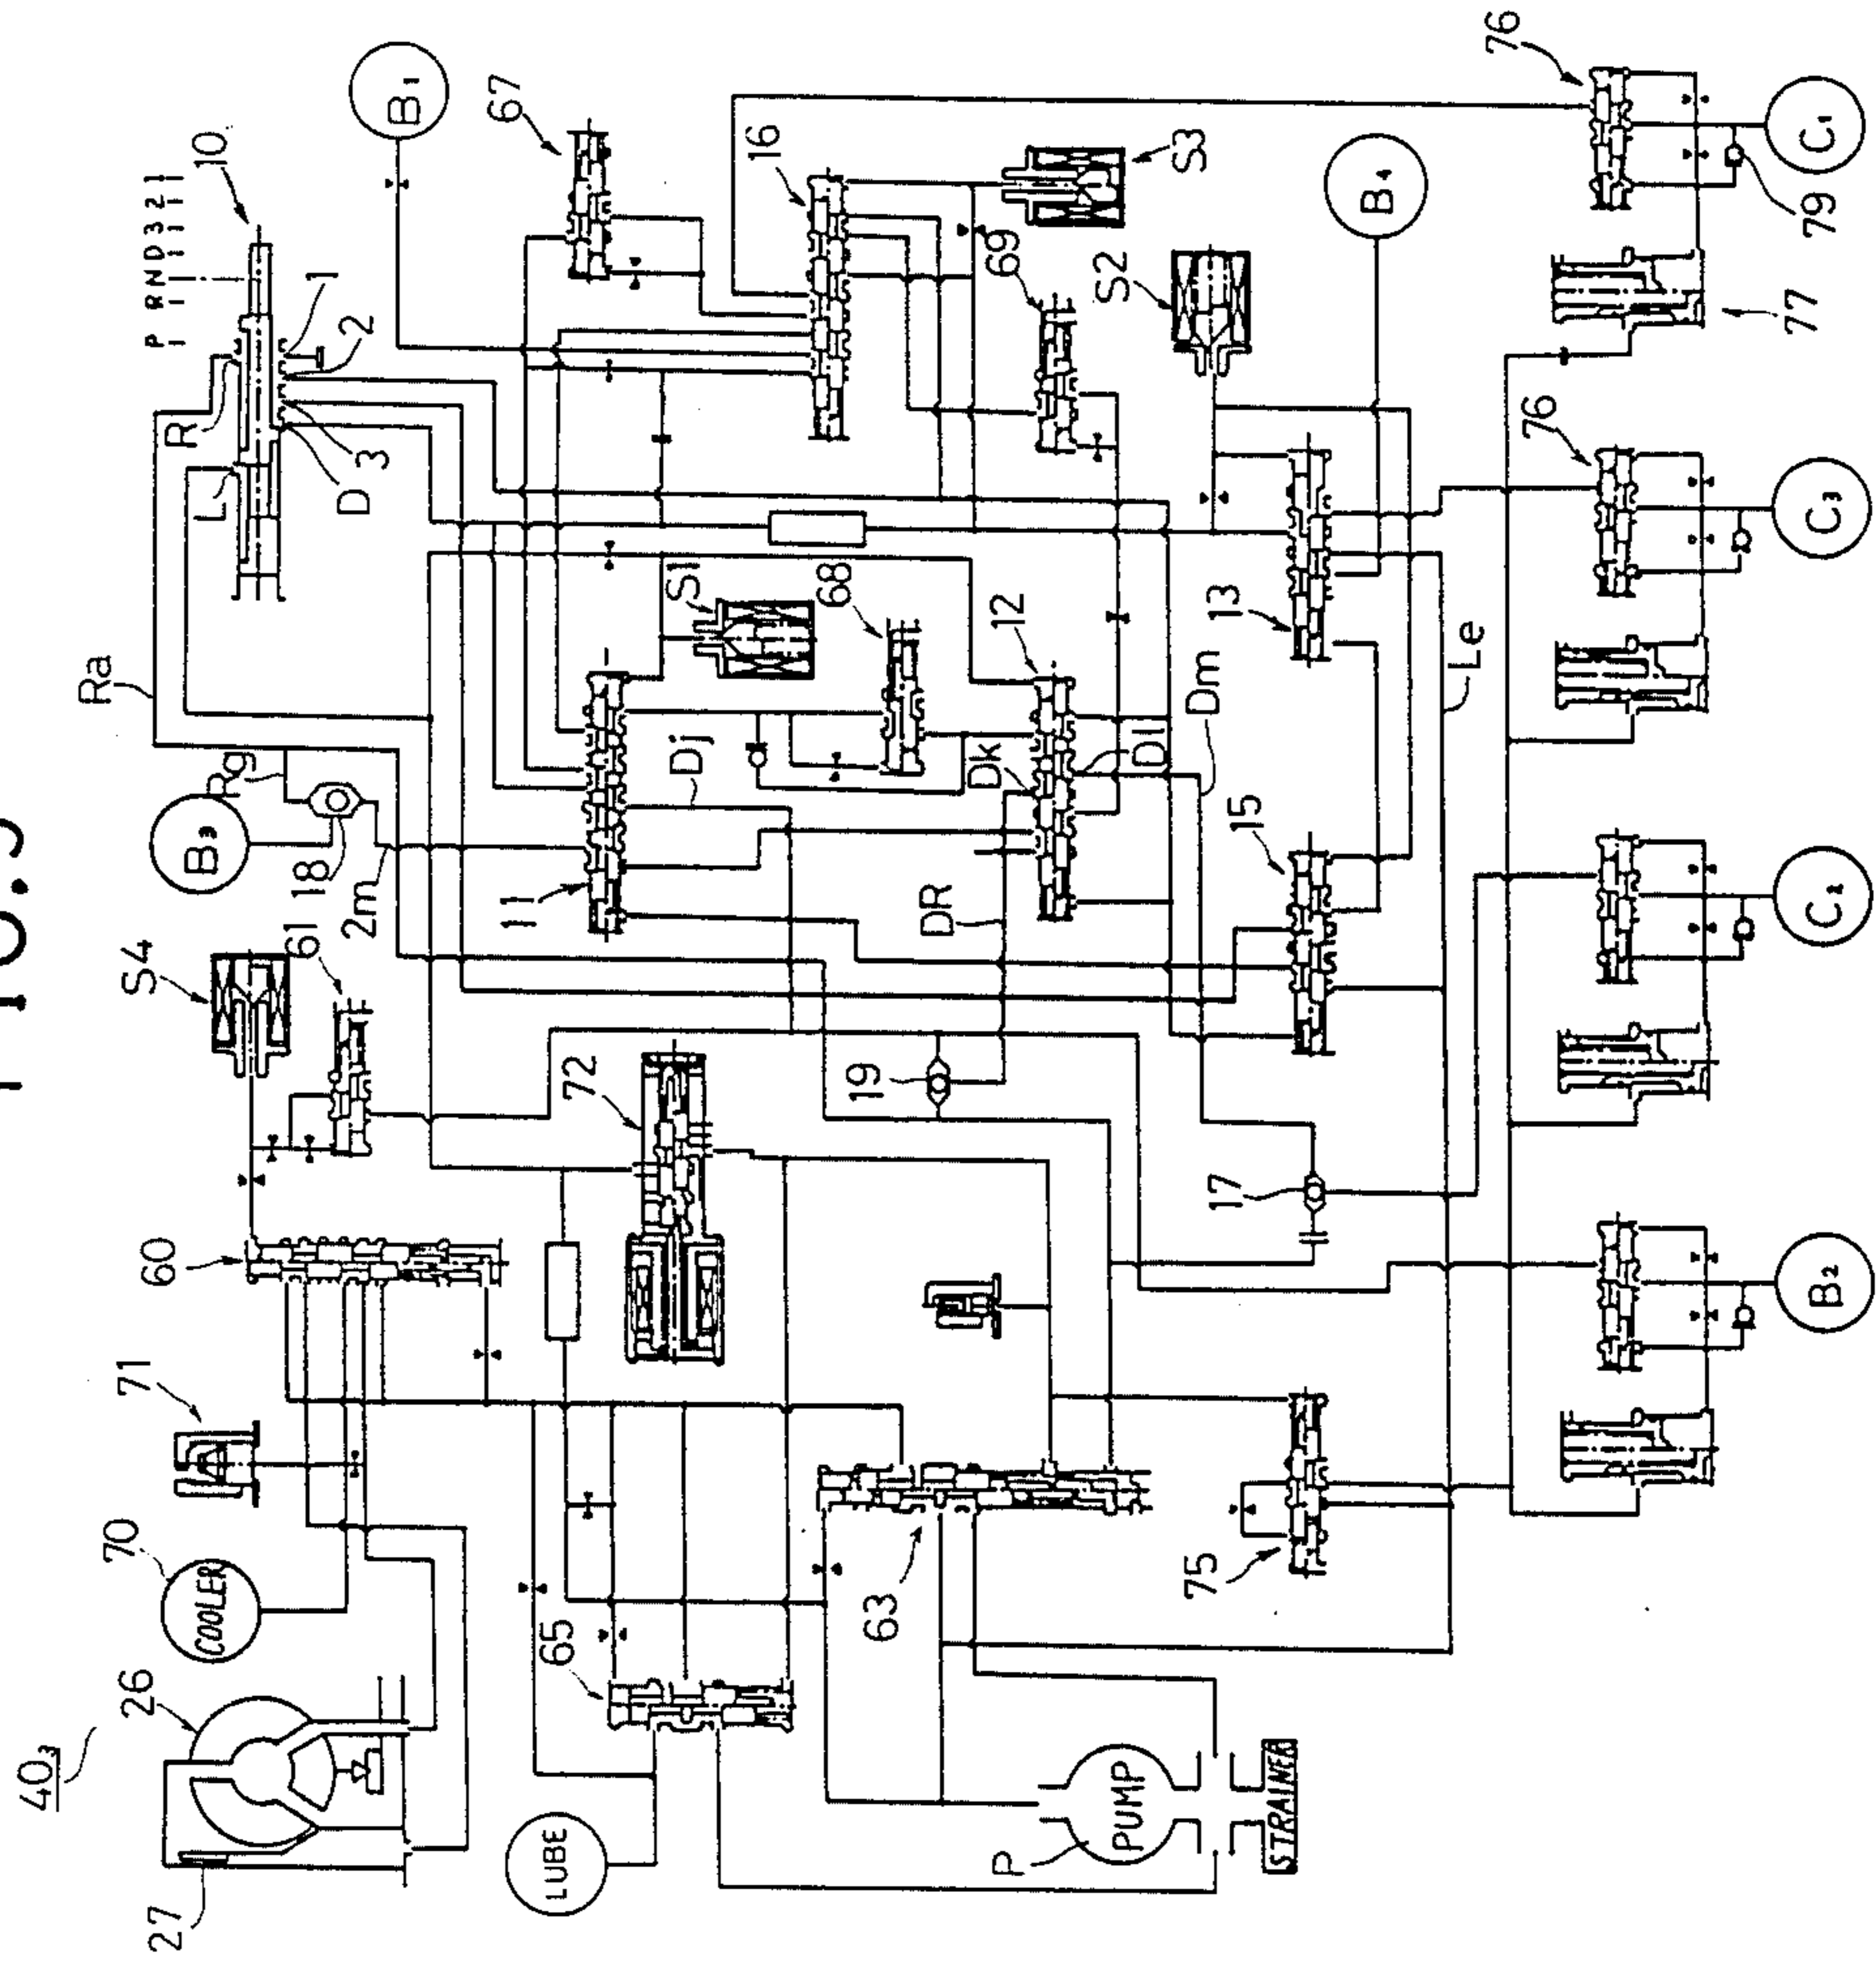 40₃
27
26
COOLER
70
71
60
S4
61
B₃
Rg
18
2m
Ra
L
R
D
3
2
1
P R N D 3 2 1
10
B₁
67
LUBE
65
72
11
Dj
S1
68
16
S3
P
PUMP
STRAINER
63
19
DR
Dk
12
Dl
Dm
69
S2
75
17
15
13
Le
B₄
B₂
C₂
C₃
76
77
79
C₁
76